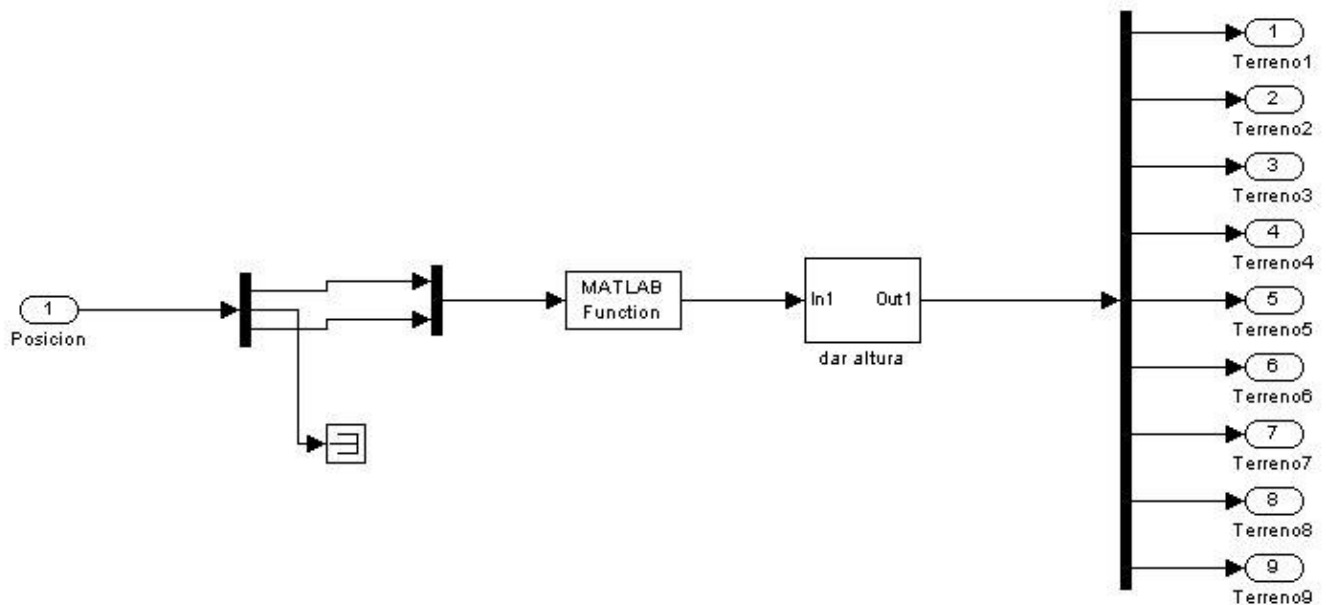 1
Posicion
MATLAB
Function
In1
Out1
dar altura
1
Terreno1
2
Terreno2
3
Terreno3
4
Terreno4
5
Terreno5
6
Terreno6
7
Terreno7
8
Terreno8
9
Terreno9